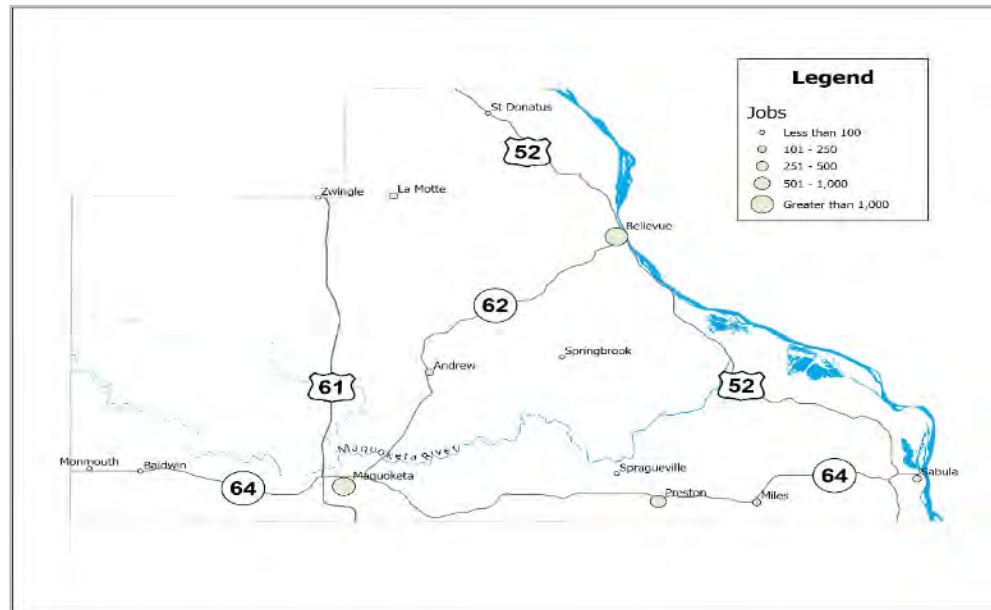 Legend
Jobs
Less than 100
101 - 250
251 - 500
501 - 1,000
Greater than 1,000
St Donatus
52
Zwingle
La Motte
Bellevue
62
Springbrook
Andrew
61
52
Maquoketa River
Monmouth
Baldwin
Maquoketa
Spragueville
64
64
Sabula
Preston
Miles